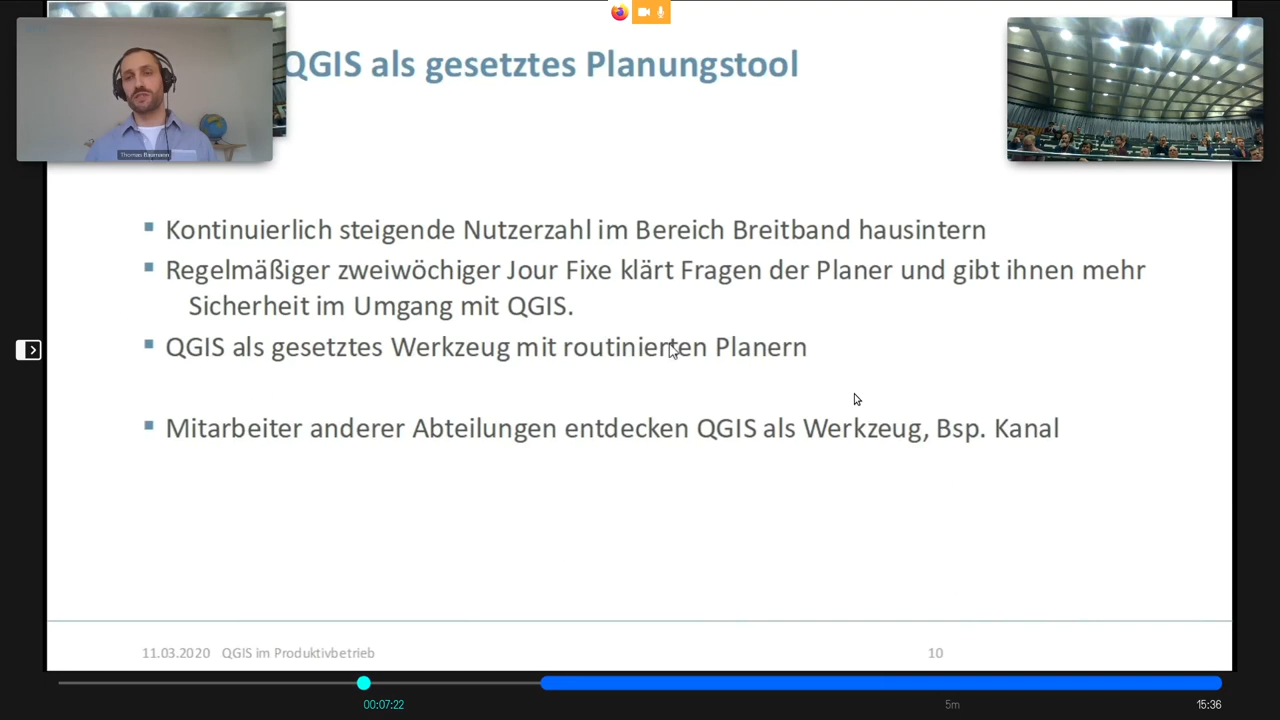 QGIS als gesetztes Planungstool
Thomas Baumann
Kontinuierlich steigende Nutzerzahl im Bereich Breitband hausintern
Regelmäßiger zweiwöchiger Jour Fixe klärt Fragen der Planer und gibt ihnen mehr
Sicherheit im Umgang mit QGIS.
QGIS als gesetztes Werkzeug mit routinierten Planern
Mitarbeiter anderer Abteilungen entdecken QGIS als Werkzeug, Bsp. Kanal
11.03.2020 QGIS im Produktivbetrieb 10
00:07:22 5m 15:36